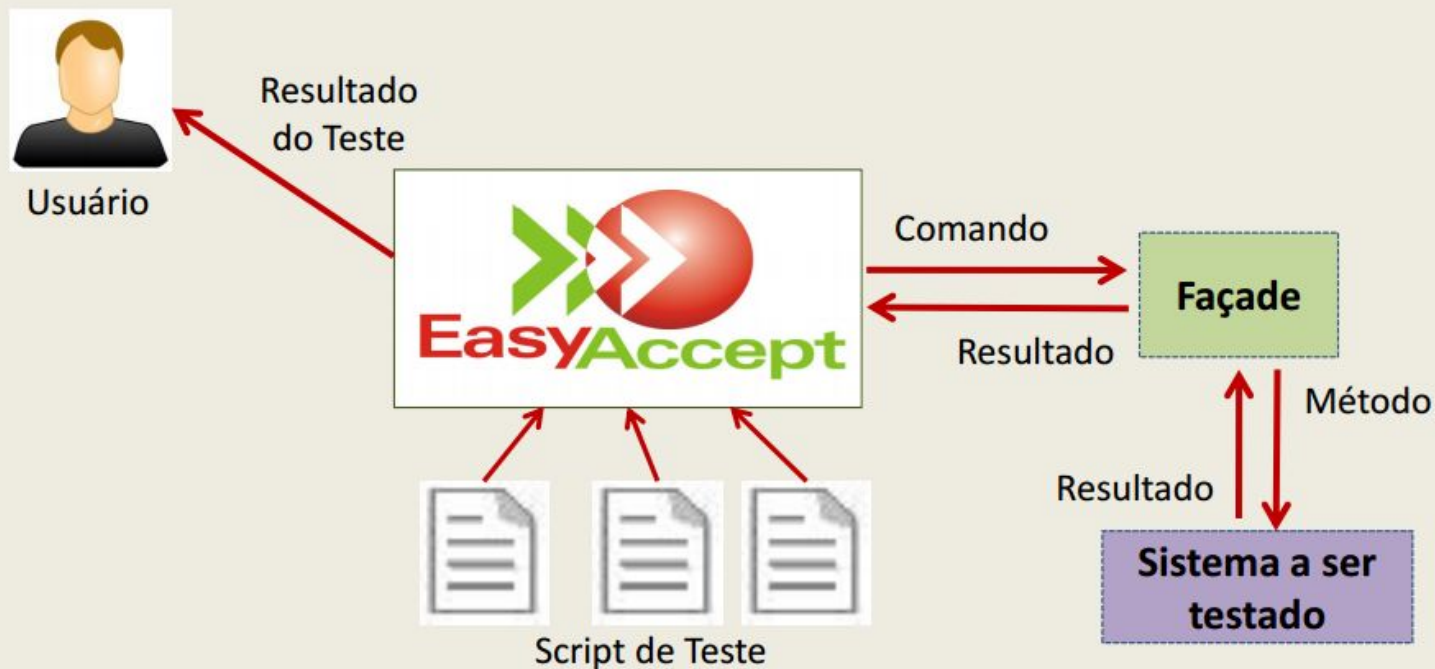 Resultado
do Teste
Usuário
EasyAccept
Comando
Façade
Resultado
Método
Resultado
Sistema a ser
testado
Script de Teste